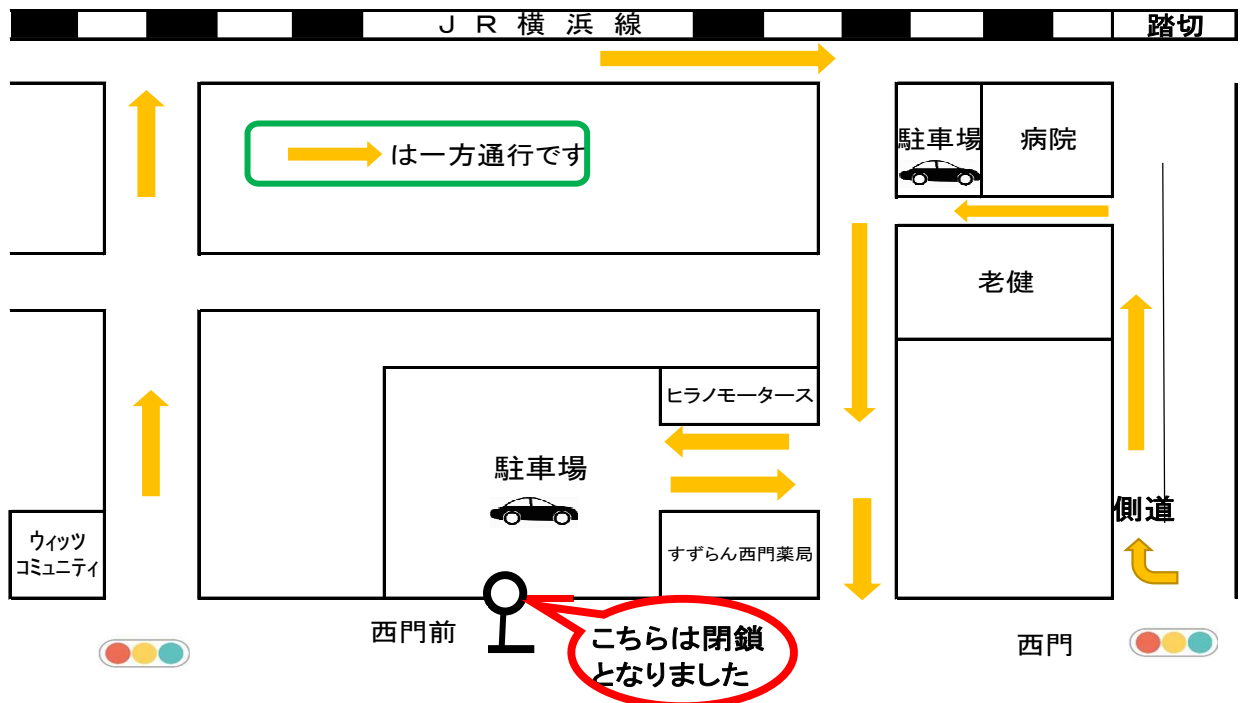 ＪＲ横浜線
踏切
は一方通行です
駐車場
病院
老健
ヒラノモータース
駐車場
側道
ウィッツ
コミュニティ
すずらん西門薬局
西門前
こちらは閉鎖
となりました
西門